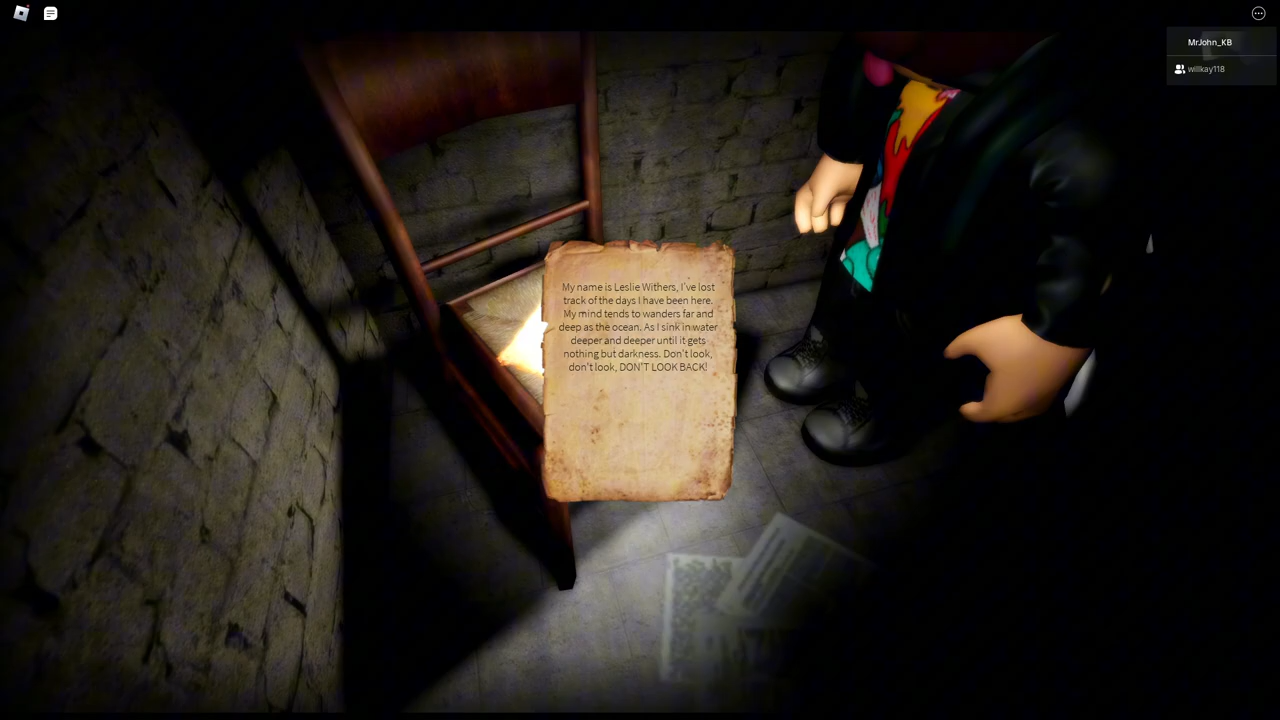 MrJohn_KB
willkay118
My name is Leslie Withers, I've lost
track of the days I have been here.
My mind tends to wanders far and
deep as the ocean. As I sink in water
deeper and deeper until it gets
nothing but darkness. Don't look,
don't look, DON'T LOOK BACK!